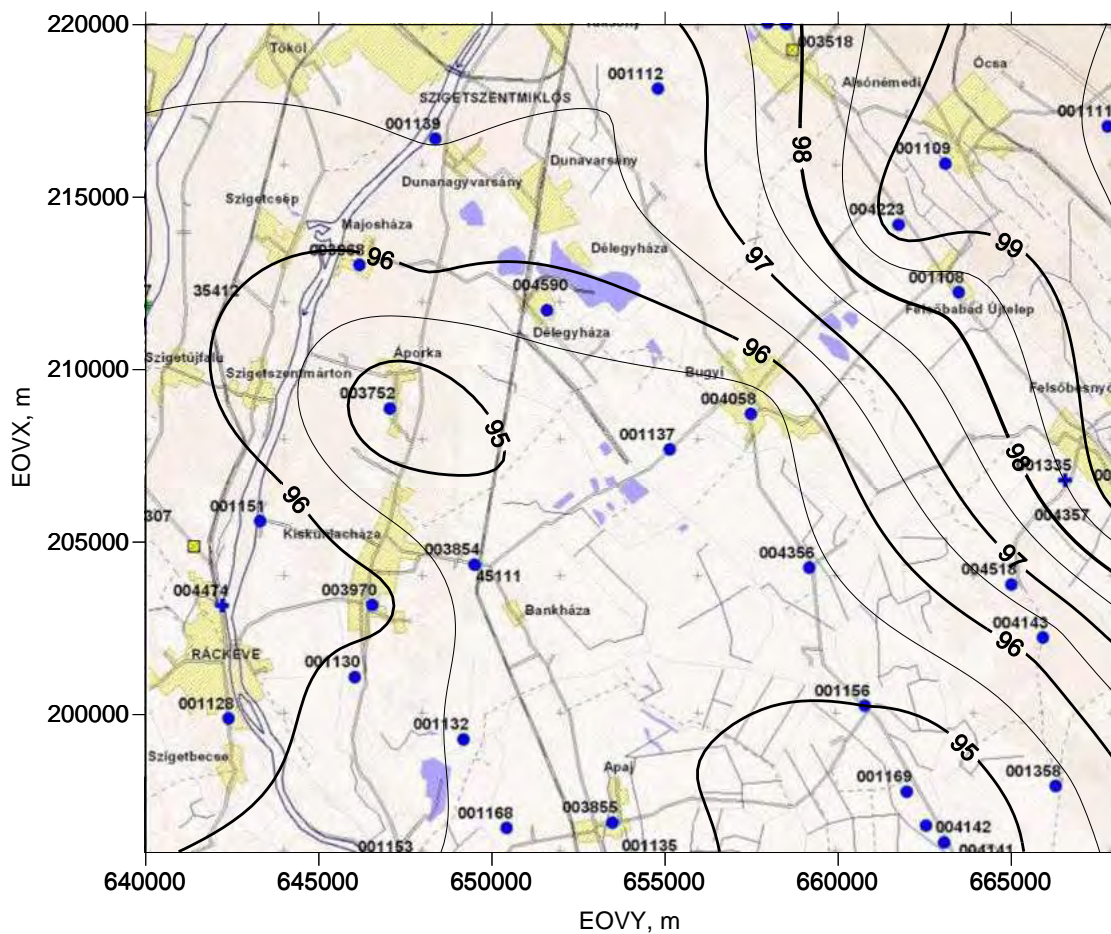 220000
003518
Tököl
Ócsa
001112
Alsónémedi
SZIGETSZENTMIKLÓS
001111
001139
98
001109
Dunavarsány
Dunanagyvarsány
215000
Szigetcsép
004223
Majosháza
99
Délegyháza
96
97
001108
35412
004590
Felsőbabád Újtelep
Délegyháza
96
Szigetújfalu
Áporka
210000
Szigetszentmárton
Bugyi
003752
004058
95
001137
98
001335
EOVX, m
96
001151
307
Kiskunlacháza
004357
205000
003854
45111
004356
97
004518
004474
003970
Bankháza
004143
96
RÁCKEVE
001130
001156
200000
001128
001132
95
Szigetbecse
Apaj
001169
001358
001168
003855
004142
001153
001135
004141
640000
645000
650000
655000
660000
665000
EOVY, m